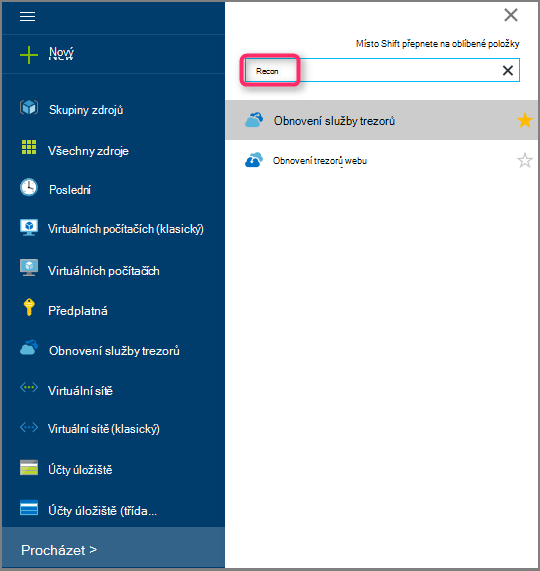 Nový
Skupiny zdrojů
Všechny zdroje
Poslední
Virtuálních počítačích (klasický)
Virtuálních počítačích
Předplatná
Obnovení služby trezorů
Virtuální sítě
Virtuální sítě (klasický)
Účty úložiště
Účty úložiště (třída...
Procházet >
Místo Shift přepnete na oblíbené položky
Recon
Obnovení služby trezorů
Obnovení trezorů webu